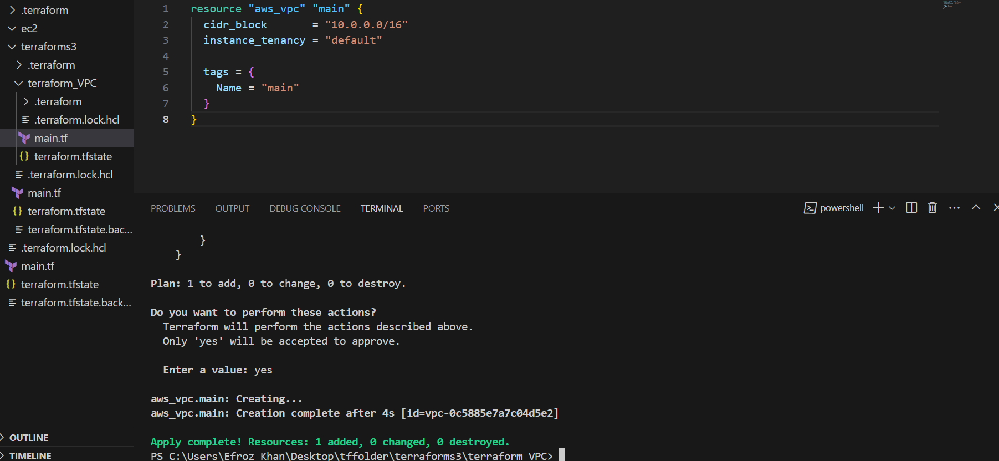 .terraform
ec2
terraforms3
.terraform
terraform_VPC
.terraform
.terraform.lock.hcl
main.tf
terraform.tfstate
.terraform.lock.hcl
main.tf
terraform.tfstate
terraform.tfstate.bac...
.terraform.lock.hcl
main.tf
terraform.tfstate
terraform.tfstate.back...
OUTLINE
TIMELINE
1 resource "aws_vpc" "main" {
2   cidr_block       = "10.0.0.0/16"
3   instance_tenancy = "default"
4
5   tags = {
6     Name = "main"
7   }
8 }
PROBLEMS OUTPUT DEBUG CONSOLE TERMINAL PORTS powershell
        }
    }
Plan: 1 to add, 0 to change, 0 to destroy.
Do you want to perform these actions?
  Terraform will perform the actions described above.
  Only 'yes' will be accepted to approve.
  Enter a value: yes
aws_vpc.main: Creating...
aws_vpc.main: Creation complete after 4s [id=vpc-0c5885e7a7c04d5e2]
Apply complete! Resources: 1 added, 0 changed, 0 destroyed.
PS C:\Users\Efroz Khan\Desktop\tffolder\terraforms3\terraform_VPC>